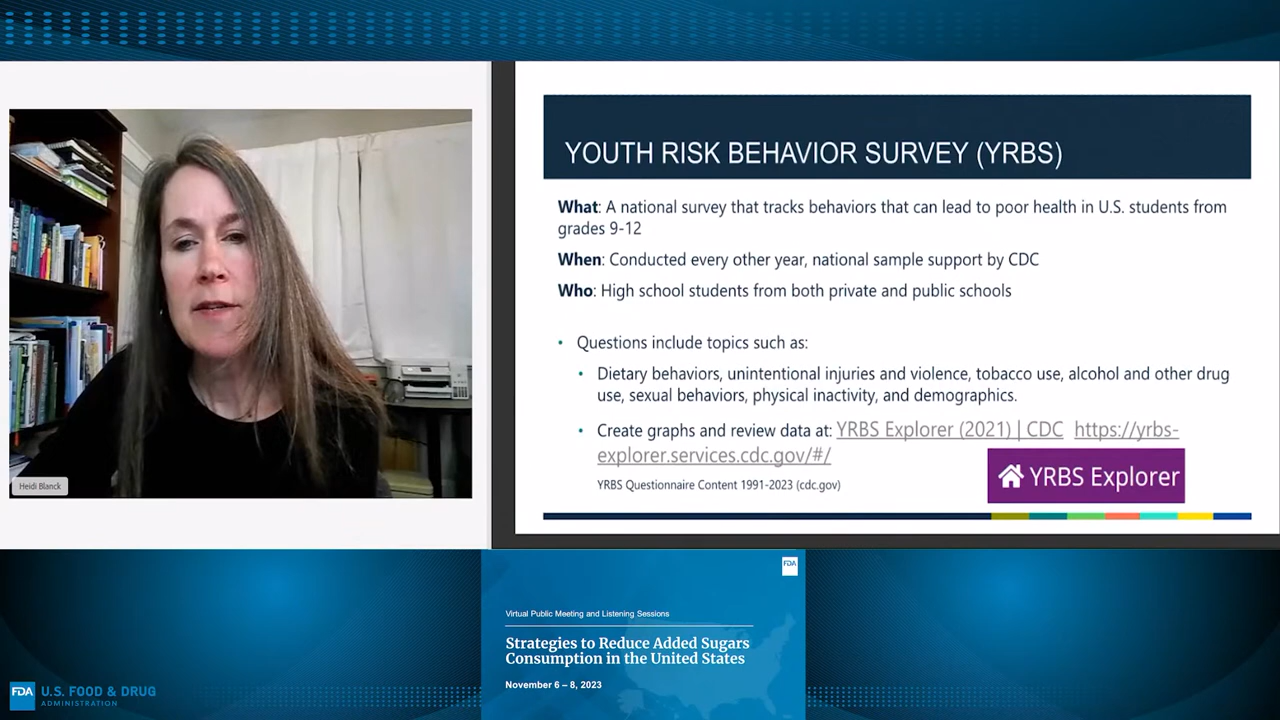 YOUTH RISK BEHAVIOR SURVEY (YRBS)
What: A national survey that tracks behaviors that can lead to poor health in U.S. students from
grades 9-12
When: Conducted every other year, national sample support by CDC
Who: High school students from both private and public schools
• Questions include topics such as:
• Dietary behaviors, unintentional injuries and violence, tobacco use, alcohol and other drug
use, sexual behaviors, physical inactivity, and demographics.
• Create graphs and review data at: YRBS Explorer (2021) | CDC https://yrbs-
explorer.services.cdc.gov/#/
YRBS Explorer
YRBS Questionnaire Content 1991-2023 (cdc.gov)
Heidi Blanck
FDA
Virtual Public Meeting and Listening Sessions
Strategies to Reduce Added Sugars
Consumption in the United States
November 6 – 8, 2023
FDA U.S. FOOD & DRUG
ADMINISTRATION